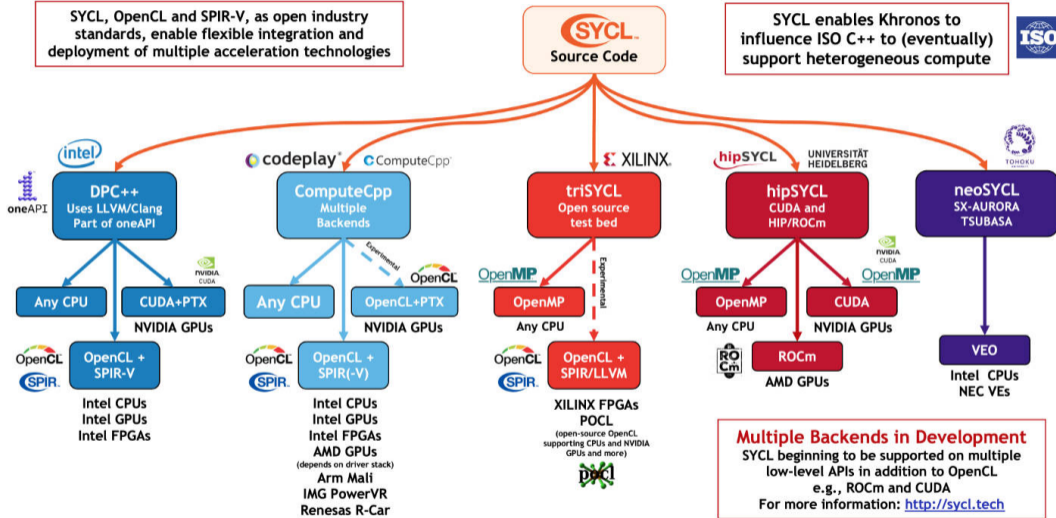 SYCL, OpenCL and SPIR-V, as open industry
standards, enable flexible integration and
deployment of multiple acceleration technologies
SYCL™
Source Code
SYCL enables Khronos to
influence ISO C++ to (eventually)
support heterogeneous compute
ISO
intel
oneAPI
DPC++
Uses LLVM/Clang
Part of oneAPI
NVIDIA
CUDA
Any CPU
CUDA+PTX
NVIDIA GPUs
OpenCL
SPIR
OpenCL +
SPIR-V
Intel CPUs
Intel GPUs
Intel FPGAs
codeplay®
ComputeCpp™
ComputeCpp
Multiple
Backends
Experimental
OpenCL
Any CPU
OpenCL+PTX
NVIDIA GPUs
OpenCL
SPIR
OpenCL +
SPIR(-V)
Intel CPUs
Intel GPUs
Intel FPGAs
AMD GPUs
(depends on driver stack)
Arm Mali
IMG PowerVR
Renesas R-Car
XILINX®
triSYCL
Open source
test bed
Experimental
OpenMP
OpenMP
Any CPU
OpenCL
SPIR
OpenCL +
SPIR/LLVM
XILINX FPGAs
POCL
(open-source OpenCL
supporting CPUs and NVIDIA
GPUs and more)
pocl
hipSYCL
UNIVERSITÄT
HEIDELBERG
hipSYCL
CUDA and
HIP/ROCm
NVIDIA
CUDA
OpenMP
OpenMP
OpenMP
CUDA
Any CPU
NVIDIA GPUs
ROCm
ROCm
AMD GPUs
TOHOKU
neoSYCL
SX-AURORA
TSUBASA
VEO
Intel CPUs
NEC VEs
Multiple Backends in Development
SYCL beginning to be supported on multiple
low-level APIs in addition to OpenCL
e.g., ROCm and CUDA
For more information: http://sycl.tech